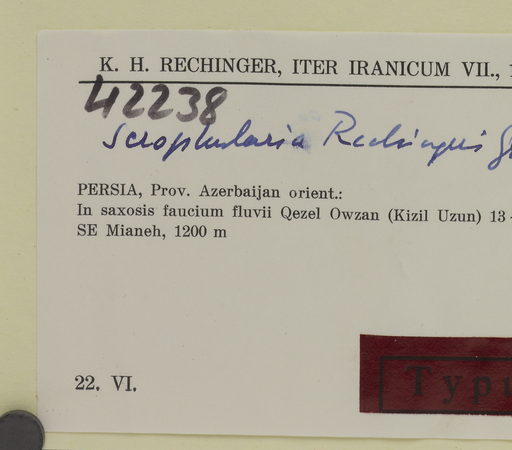 K. H. RECHINGER, ITER IRANICUM VII.,
42238
Scrophularia Rechingeri
PERSIA, Prov. Azerbaijan orient.:
In saxosis faucium fluvii Qezel Owzan (Kizil Uzun) 13 -
SE Mianeh, 1200 m
22. VI.
Typu